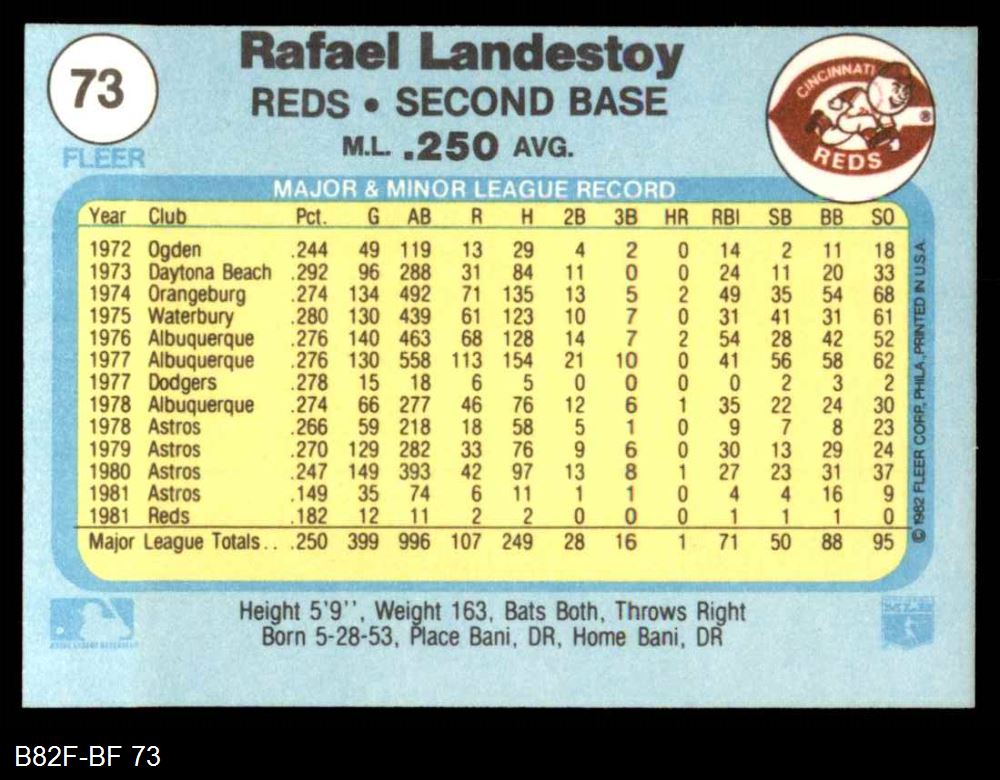 73
Rafael Landestoy
REDS • SECOND BASE
M.L. .250 AVG.
FLEER
CINCINNATI
REDS
®
MAJOR & MINOR LEAGUE RECORD
Year Club Pct. G AB R H 2B 3B HR RBI SB BB SO
1972 Ogden .244 49 119 13 29 4 2 0 14 2 11 18
1973 Daytona Beach .292 96 288 31 84 11 0 0 24 11 20 33
1974 Orangeburg .274 134 492 71 135 13 5 2 49 35 54 68
1975 Waterbury .280 130 439 61 123 10 7 0 31 41 31 61
1976 Albuquerque .276 140 463 68 128 14 7 2 54 28 42 52
1977 Albuquerque .276 130 558 113 154 21 10 0 41 56 58 62
1977 Dodgers .278 15 18 6 5 0 0 0 0 2 3 2
1978 Albuquerque .274 66 277 46 76 12 6 1 35 22 24 30
1978 Astros .266 59 218 18 58 5 1 0 9 7 8 23
1979 Astros .270 129 282 33 76 9 6 0 30 13 29 24
1980 Astros .247 149 393 42 97 13 8 1 27 23 31 37
1981 Astros .149 35 74 6 11 1 1 0 4 4 16 9
1981 Reds .182 12 11 2 2 0 0 0 1 1 1 0
Major League Totals . . .250 399 996 107 249 28 16 1 71 50 88 95
© 1982 FLEER CORP., PHILA., PRINTED IN U.S.A.
Height 5'9'', Weight 163, Bats Both, Throws Right
Born 5-28-53, Place Bani, DR, Home Bani, DR
B82F-BF 73